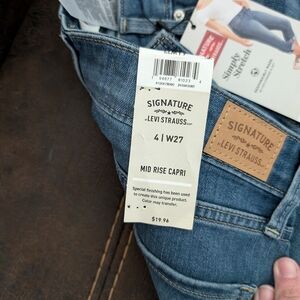 SIGNATURE
LEVI STRAUSS
4 | W27
MID RISE CAPRI
Special finishing has been used
to create this unique product.
Color may transfer.
$19.96
SIGNATURE
LEVI STRAUSS
Simply
Stretch